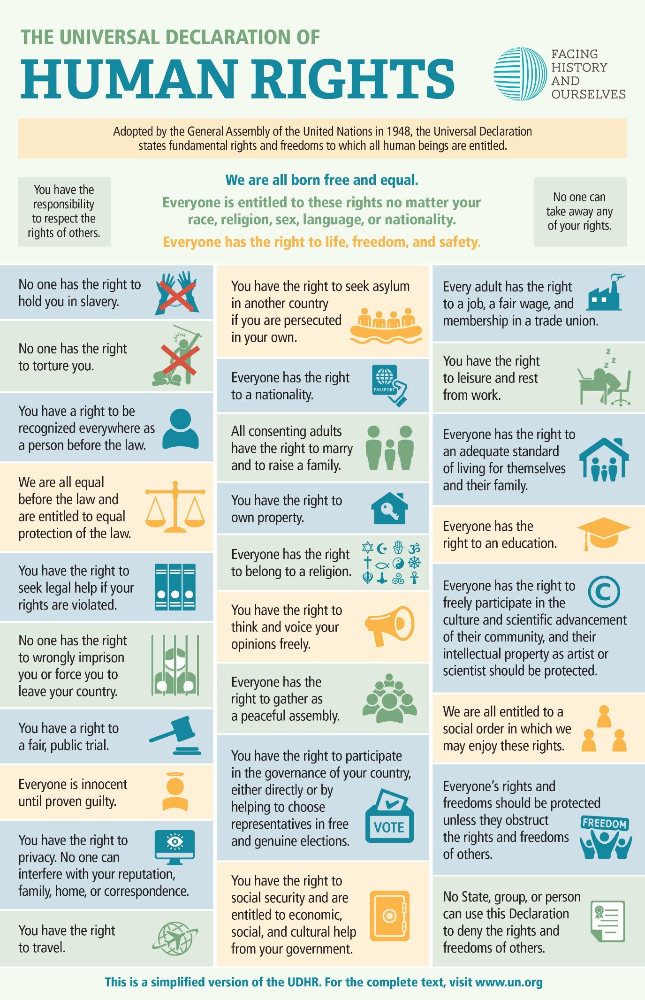 THE UNIVERSAL DECLARATION OF
HUMAN RIGHTS
FACING
HISTORY
AND
OURSELVES
Adopted by the General Assembly of the United Nations in 1948, the Universal Declaration
states fundamental rights and freedoms to which all human beings are entitled.
You have the
responsibility
to respect the
rights of others.
We are all born free and equal.
Everyone is entitled to these rights no matter your
race, religion, sex, language, or nationality.
Everyone has the right to life, freedom, and safety.
No one can
take away any
of your rights.
No one has the right to
hold you in slavery.
No one has the right
to torture you.
You have a right to be
recognized everywhere as
a person before the law.
We are all equal
before the law and
are entitled to equal
protection of the law.
You have the right to
seek legal help if your
rights are violated.
No one has the right
to wrongly imprison
you or force you to
leave your country.
You have a right to
a fair, public trial.
Everyone is innocent
until proven guilty.
You have the right to
privacy. No one can
interfere with your reputation,
family, home, or correspondence.
You have the right
to travel.
You have the right to seek asylum
in another country
if you are persecuted
in your own.
Everyone has the right
to a nationality.
PASSPORT
All consenting adults
have the right to marry
and to raise a family.
You have the right to
own property.
Everyone has the right
to belong to a religion.
You have the right to
think and voice your
opinions freely.
Everyone has the
right to gather as
a peaceful assembly.
You have the right to participate
in the governance of your country,
either directly or by
helping to choose
representatives in free
and genuine elections.
VOTE
You have the right to
social security and are
entitled to economic,
social, and cultural help
from your government.
Every adult has the right
to a job, a fair wage, and
membership in a trade union.
You have the right
to leisure and rest
from work.
z
z
z
Everyone has the right to
an adequate standard
of living for themselves
and their family.
Everyone has the
right to an education.
Everyone has the right to
freely participate in the
culture and scientific advancement
of their community, and their
intellectual property as artist or
scientist should be protected.
©
We are all entitled to a
social order in which we
may enjoy these rights.
Everyone's rights and
freedoms should be protected
unless they obstruct
the rights and freedoms
of others.
FREEDOM
No State, group, or person
can use this Declaration
to deny the rights and
freedoms of others.
This is a simplified version of the UDHR. For the complete text, visit www.un.org